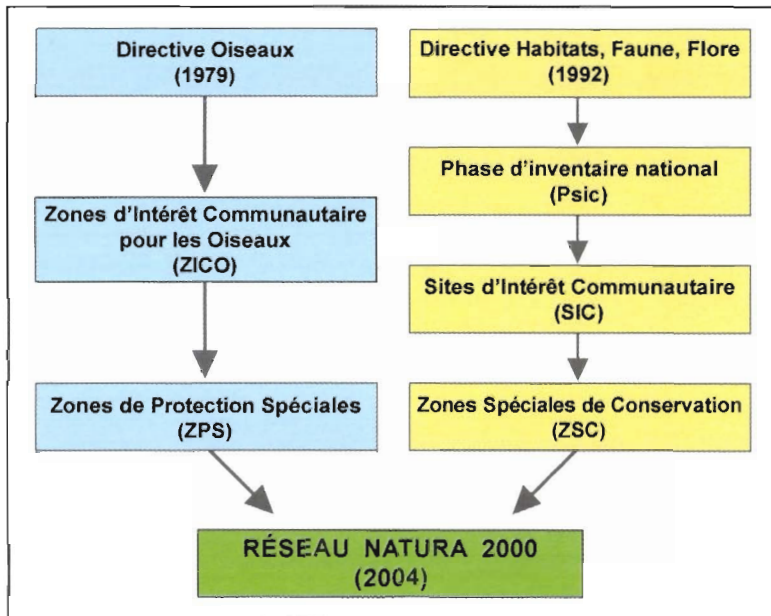 Directive Oiseaux
(1979)
Zones d'Intérêt Communautaire
pour les Oiseaux
(ZICO)
Zones de Protection Spéciales
(ZPS)
Directive Habitats, Faune, Flore
(1992)
Phase d'inventaire national
(Psic)
Sites d'Intérêt Communautaire
(SIC)
Zones Spéciales de Conservation
(ZSC)
RÉSEAU NATURA 2000
(2004)